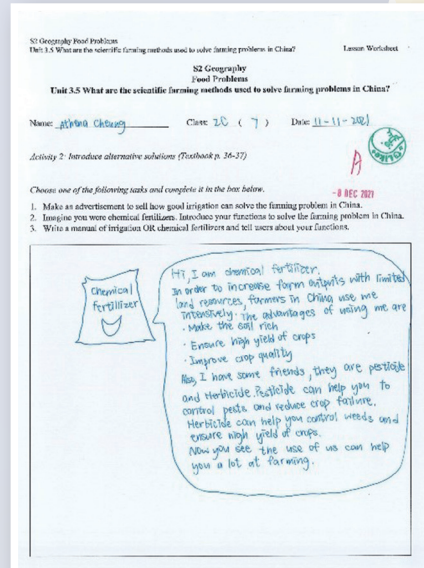 S2 Geography Food Problems
Unit 3.5 What are the scientific farming methods used to solve farming problems in China?
Lesson Worksheet
S2 Geography
Food Problems
Unit 3.5 What are the scientific farming methods used to solve farming problems in China?
Name: Athena Cheung Class: 2C ( 7 ) Date: 11-11-2021
Activity 2: Introduce alternative solutions (Textbook p. 36-37)
A
-8 DEC 2021
Choose one of the following tasks and complete it in the box below.
1. Make an advertisement to sell how good irrigation can solve the farming problem in China.
2. Imagine you were chemical fertilizers. Introduce your functions to solve the farming problem in China.
3. Write a manual of irrigation OR chemical fertilizers and tell users about your functions.
Chemical
fertilizer
Hi, I am chemical fertilizer.
In order to increase farm outputs with limited
land resources, farmers in China use me
intensively. The advantages of using me are
· Make the soil rich
· Ensure high yield of crops
· Improve crop quality
Also, I have some friends, they are pesticide
and Herbicide. Pesticide can help you to
control pests and reduce crop failure.
Herbicide can help you control weeds and
ensure high yield of crops.
Now you see the use of us can help
you a lot at farming.